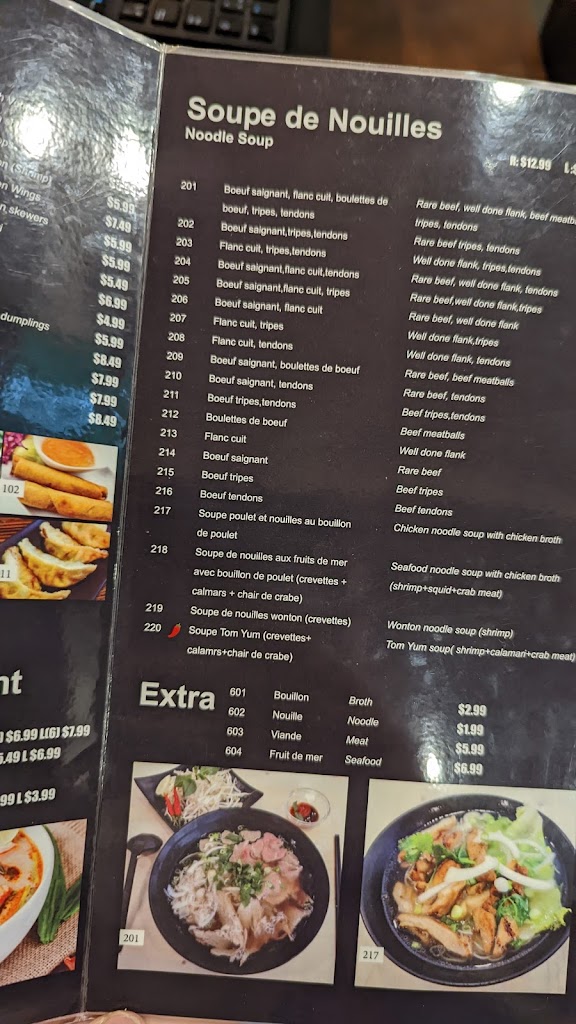 (Shrimp)
Wings
skewers
dumplings
$5.99
$7.49
$5.99
$5.99
$5.49
$6.99
$4.99
$5.99
$8.49
$7.99
$7.99
$8.49
102
11
$6.99 L(6) $7.99
.49 L $6.99
.99 L $3.99
Soupe de Nouilles
Noodle Soup
R: $12.99 L:
201 Boeuf saignant, flanc cuit, boulettes de Rare beef, well done flank, beef
boeuf, tripes, tendons tripes, tendons
202 Boeuf saignant,tripes,tendons Rare beef tripes, tendons
203 Flanc cuit, tripes,tendons Well done flank, tripes,tendons
204 Boeuf saignant,flanc cuit,tendons Rare beef, well done flank, tendons
205 Boeuf saignant,flanc cuit, tripes Rare beef,well done flank,tripes
206 Boeuf saignant, flanc cuit Rare beef, well done flank
207 Flanc cuit, tripes Well done flank,tripes
208 Flanc cuit, tendons Well done flank, tendons
209 Boeuf saignant, boulettes de boeuf Rare beef, beef meatballs
210 Boeuf saignant, tendons Rare beef, tendons
211 Boeuf tripes,tendons Beef tripes,tendons
212 Boulettes de boeuf Beef meatballs
213 Flanc cuit Well done flank
214 Boeuf saignant Rare beef
215 Boeuf tripes Beef tripes
216 Boeuf tendons Beef tendons
217 Soupe poulet et nouilles au bouillon Chicken noodle soup with chicken broth
de poulet
218 Soupe de nouilles aux fruits de mer Seafood noodle soup with chicken broth
avec bouillon de poulet (crevettes + (shrimp+squid+crab meat)
calmars + chair de crabe)
219 Soupe de nouilles wonton (crevettes) Wonton noodle soup (shrimp)
220 Soupe Tom Yum (crevettes+ Tom Yum soup( shrimp+calamari+crab meat)
calamrs+chair de crabe)
Extra
601 Bouillon Broth $2.99
602 Nouille Noodle $1.99
603 Viande Meat $5.99
604 Fruit de mer Seafood $6.99
201
217